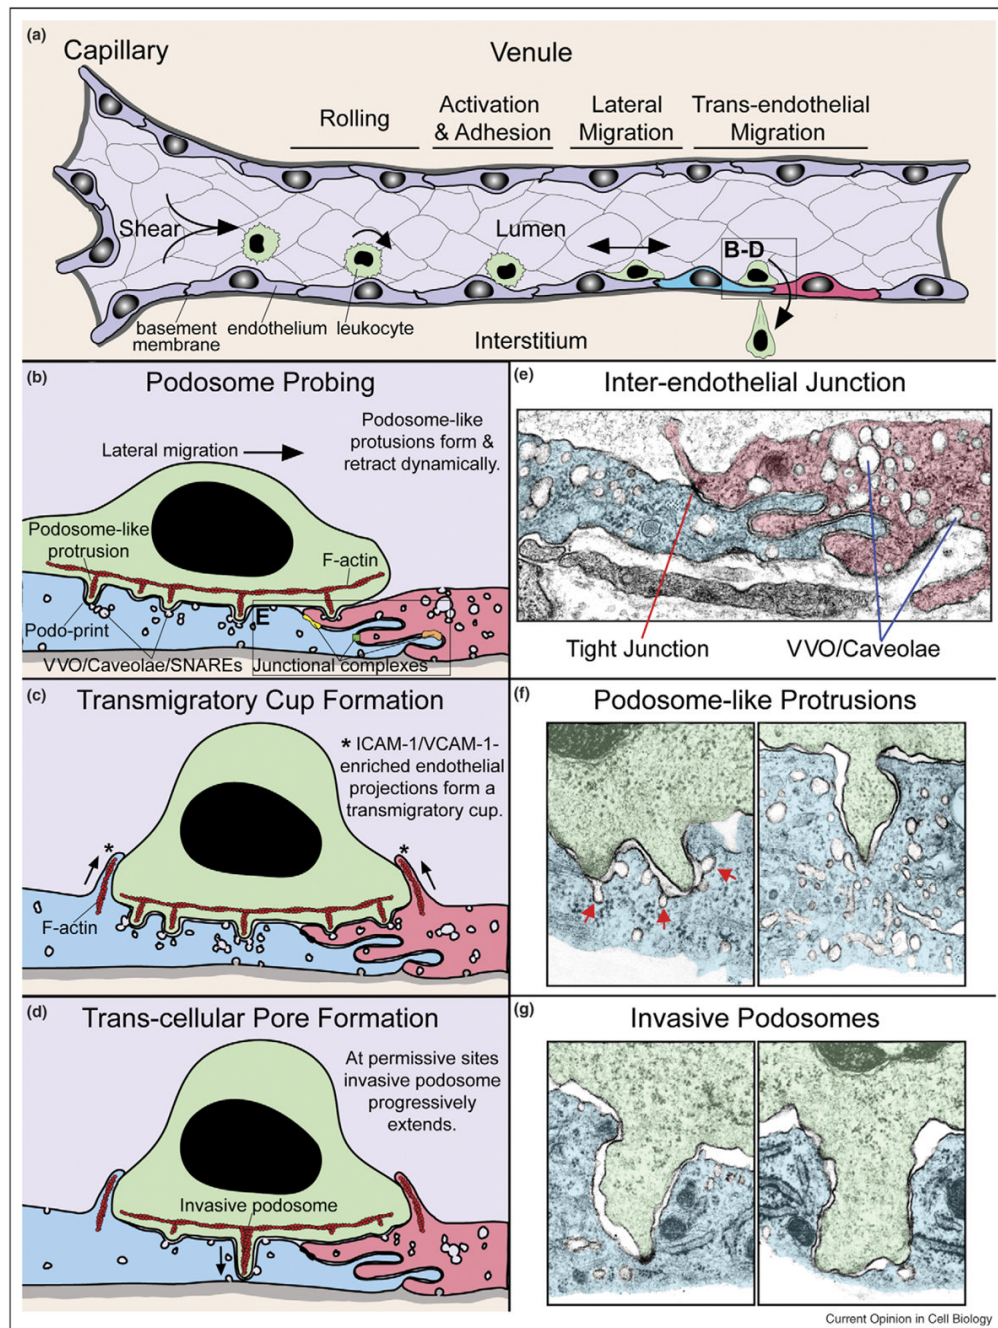 (a)
Capillary
Venule
Rolling
Activation
& Adhesion
Lateral
Migration
Trans-endothelial
Migration
Shear
Lumen
B-D
basement
membrane
endothelium
leukocyte
Interstitium
(b)
Podosome Probing
Podosome-like
protusions form &
retract dynamically.
Lateral migration
Podosome-like
protrusion
F-actin
Podo-print
E
VVO/Caveolae/SNAREs
Junctional complexes
(c)
Transmigratory Cup Formation
* ICAM-1/VCAM-1-
enriched endothelial
projections form a
transmigratory cup.
*
*
F-actin
(d)
Trans-cellular Pore Formation
At permissive sites
invasive podosome
progressively
extends.
Invasive podosome
(e)
Inter-endothelial Junction
Tight Junction
VVO/Caveolae
(f)
Podosome-like Protrusions
(g)
Invasive Podosomes
Current Opinion in Cell Biology